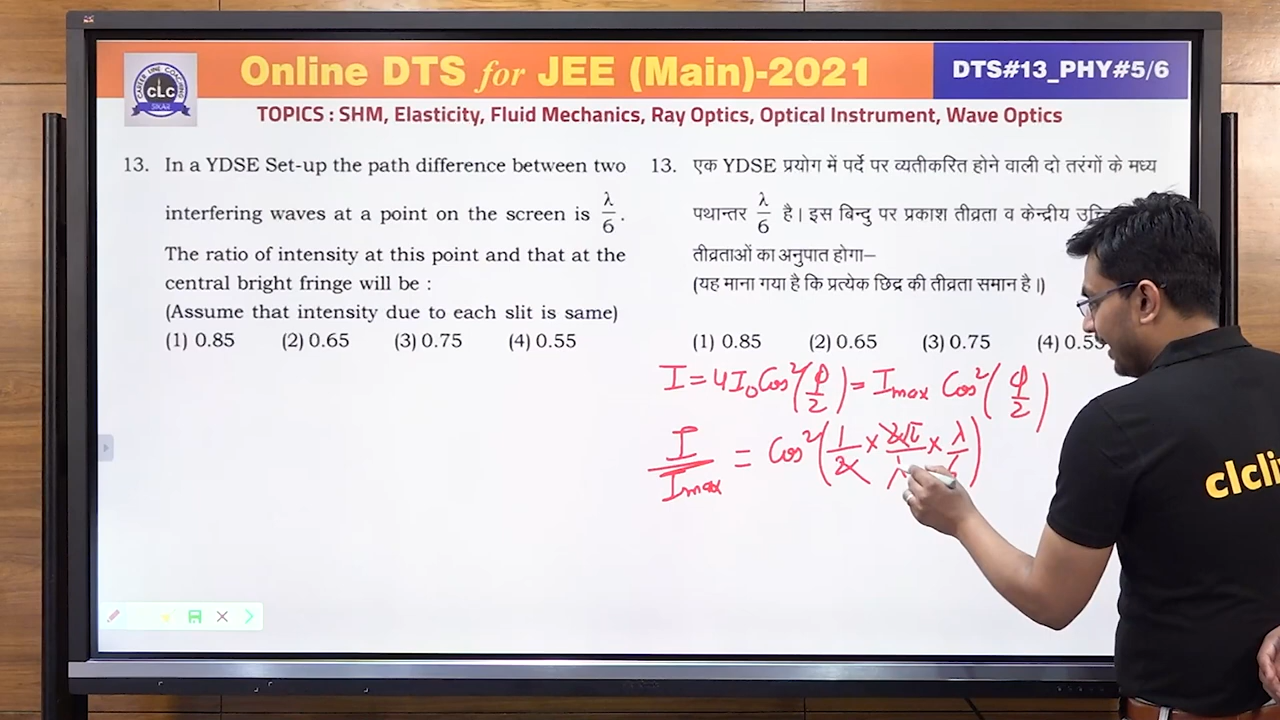 Online DTS for JEE (Main)-2021
DTS#13_PHY#5/6
CLC
SIKAR
TOPICS : SHM, Elasticity, Fluid Mechanics, Ray Optics, Optical Instrument, Wave Optics
13. In a YDSE Set-up the path difference between two
interfering waves at a point on the screen is λ/6.
The ratio of intensity at this point and that at the
central bright fringe will be :
(Assume that intensity due to each slit is same)
(1) 0.85 (2) 0.65 (3) 0.75 (4) 0.55
13. एक YDSE प्रयोग में पर्दे पर व्यतीकरित होने वाली दो तरंगों के मध्य
पथान्तर λ/6 है। इस बिन्दु पर प्रकाश तीव्रता व केन्द्रीय
तीव्रताओं का अनुपात होगा–
(यह माना गया है कि प्रत्येक छिद्र की तीव्रता समान है।)
(1) 0.85 (2) 0.65 (3) 0.75 (4) 0.55
I = 4I₀Cos²(φ/2) = Imax Cos²(φ/2)
I/Imax = Cos²(1/2 × 2π/λ × λ/6)
clcli